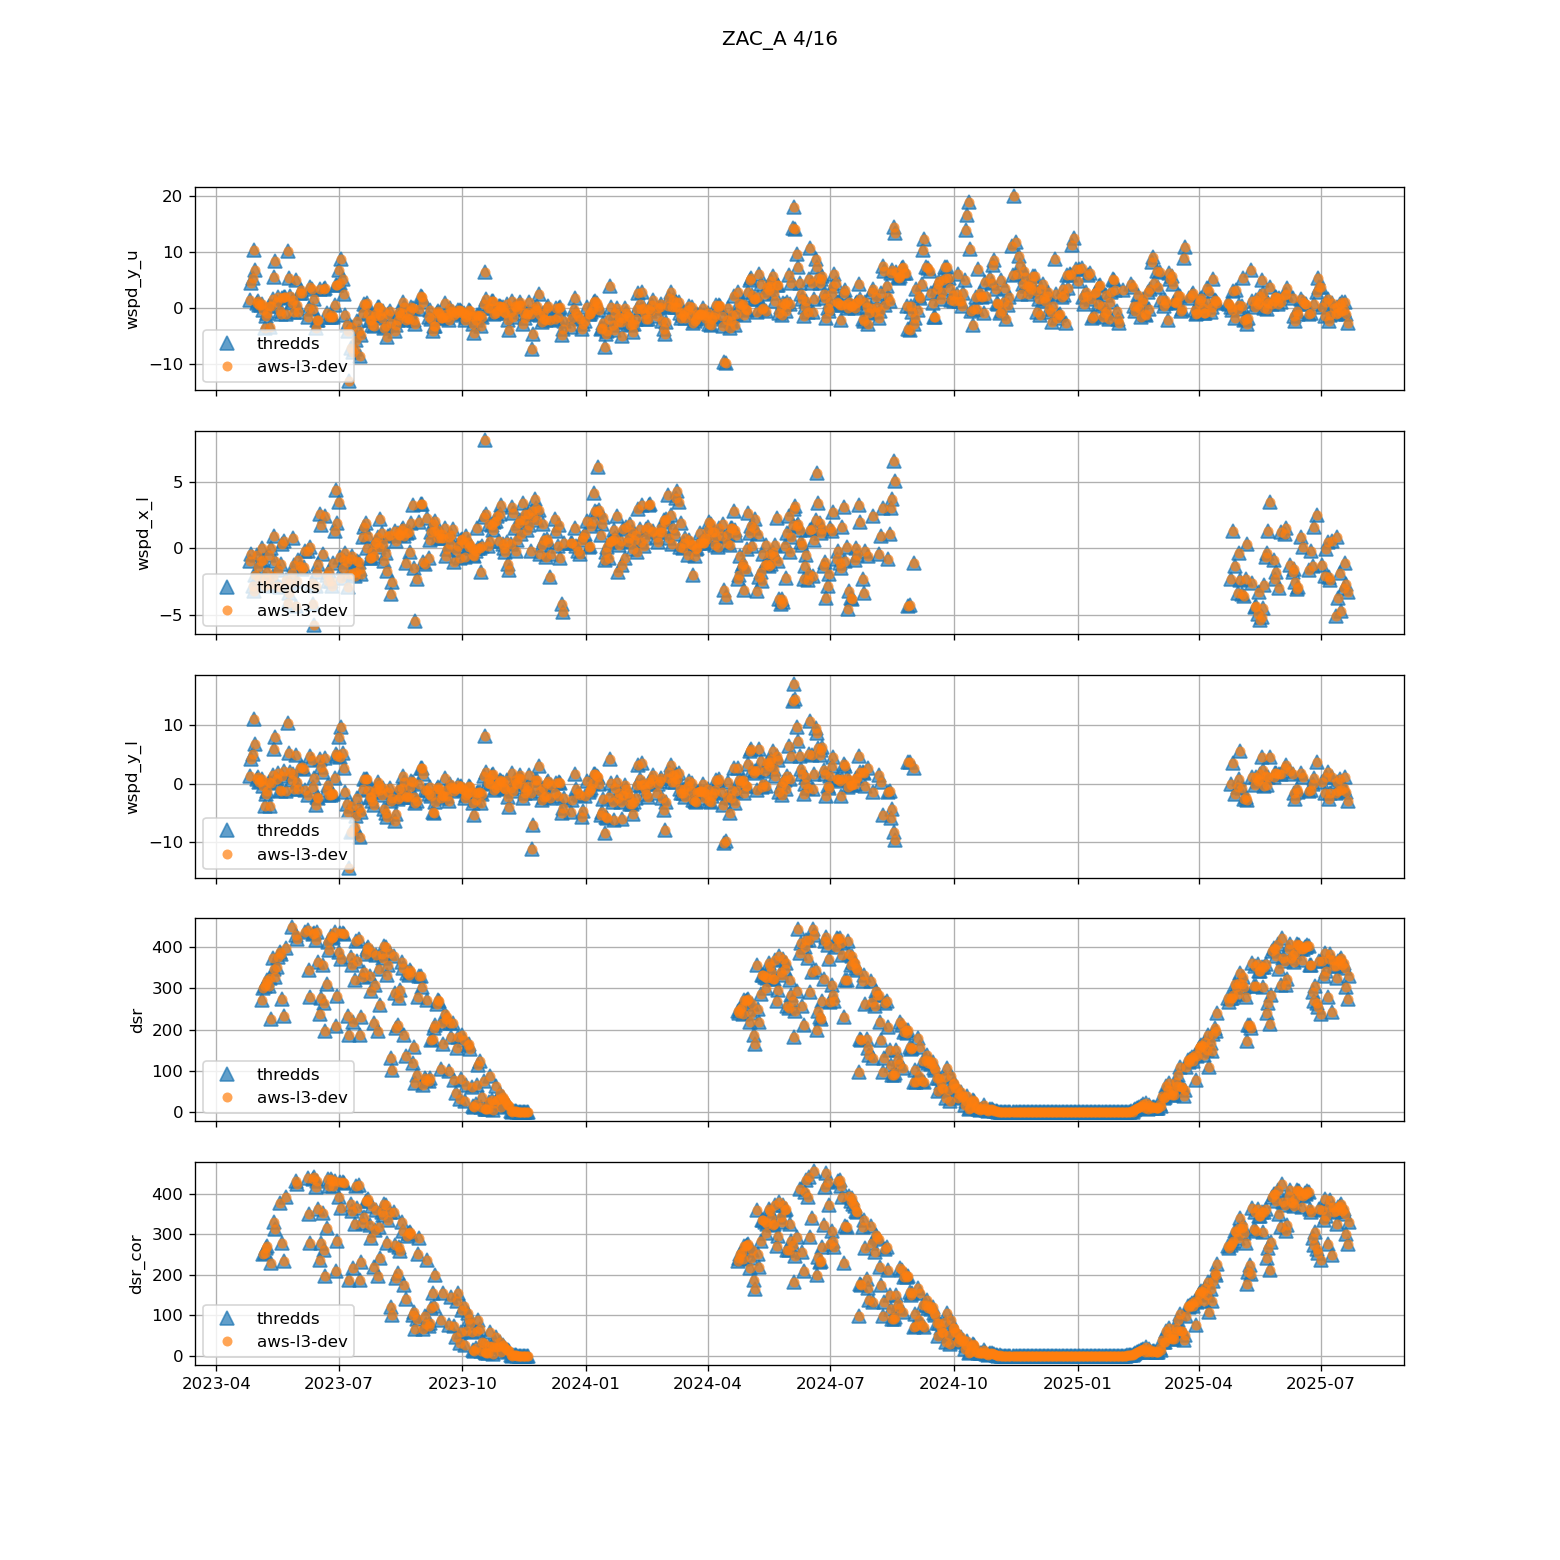 ZAC_A 4/16
20
10
0
−10
wspd_y_u
thredds
aws-l3-dev
5
0
−5
wspd_x_l
thredds
aws-l3-dev
10
0
−10
wspd_y_l
thredds
aws-l3-dev
400
300
200
100
0
dsr
thredds
aws-l3-dev
400
300
200
100
0
dsr_cor
thredds
aws-l3-dev
2023-04 2023-07 2023-10 2024-01 2024-04 2024-07 2024-10 2025-01 2025-04 2025-07